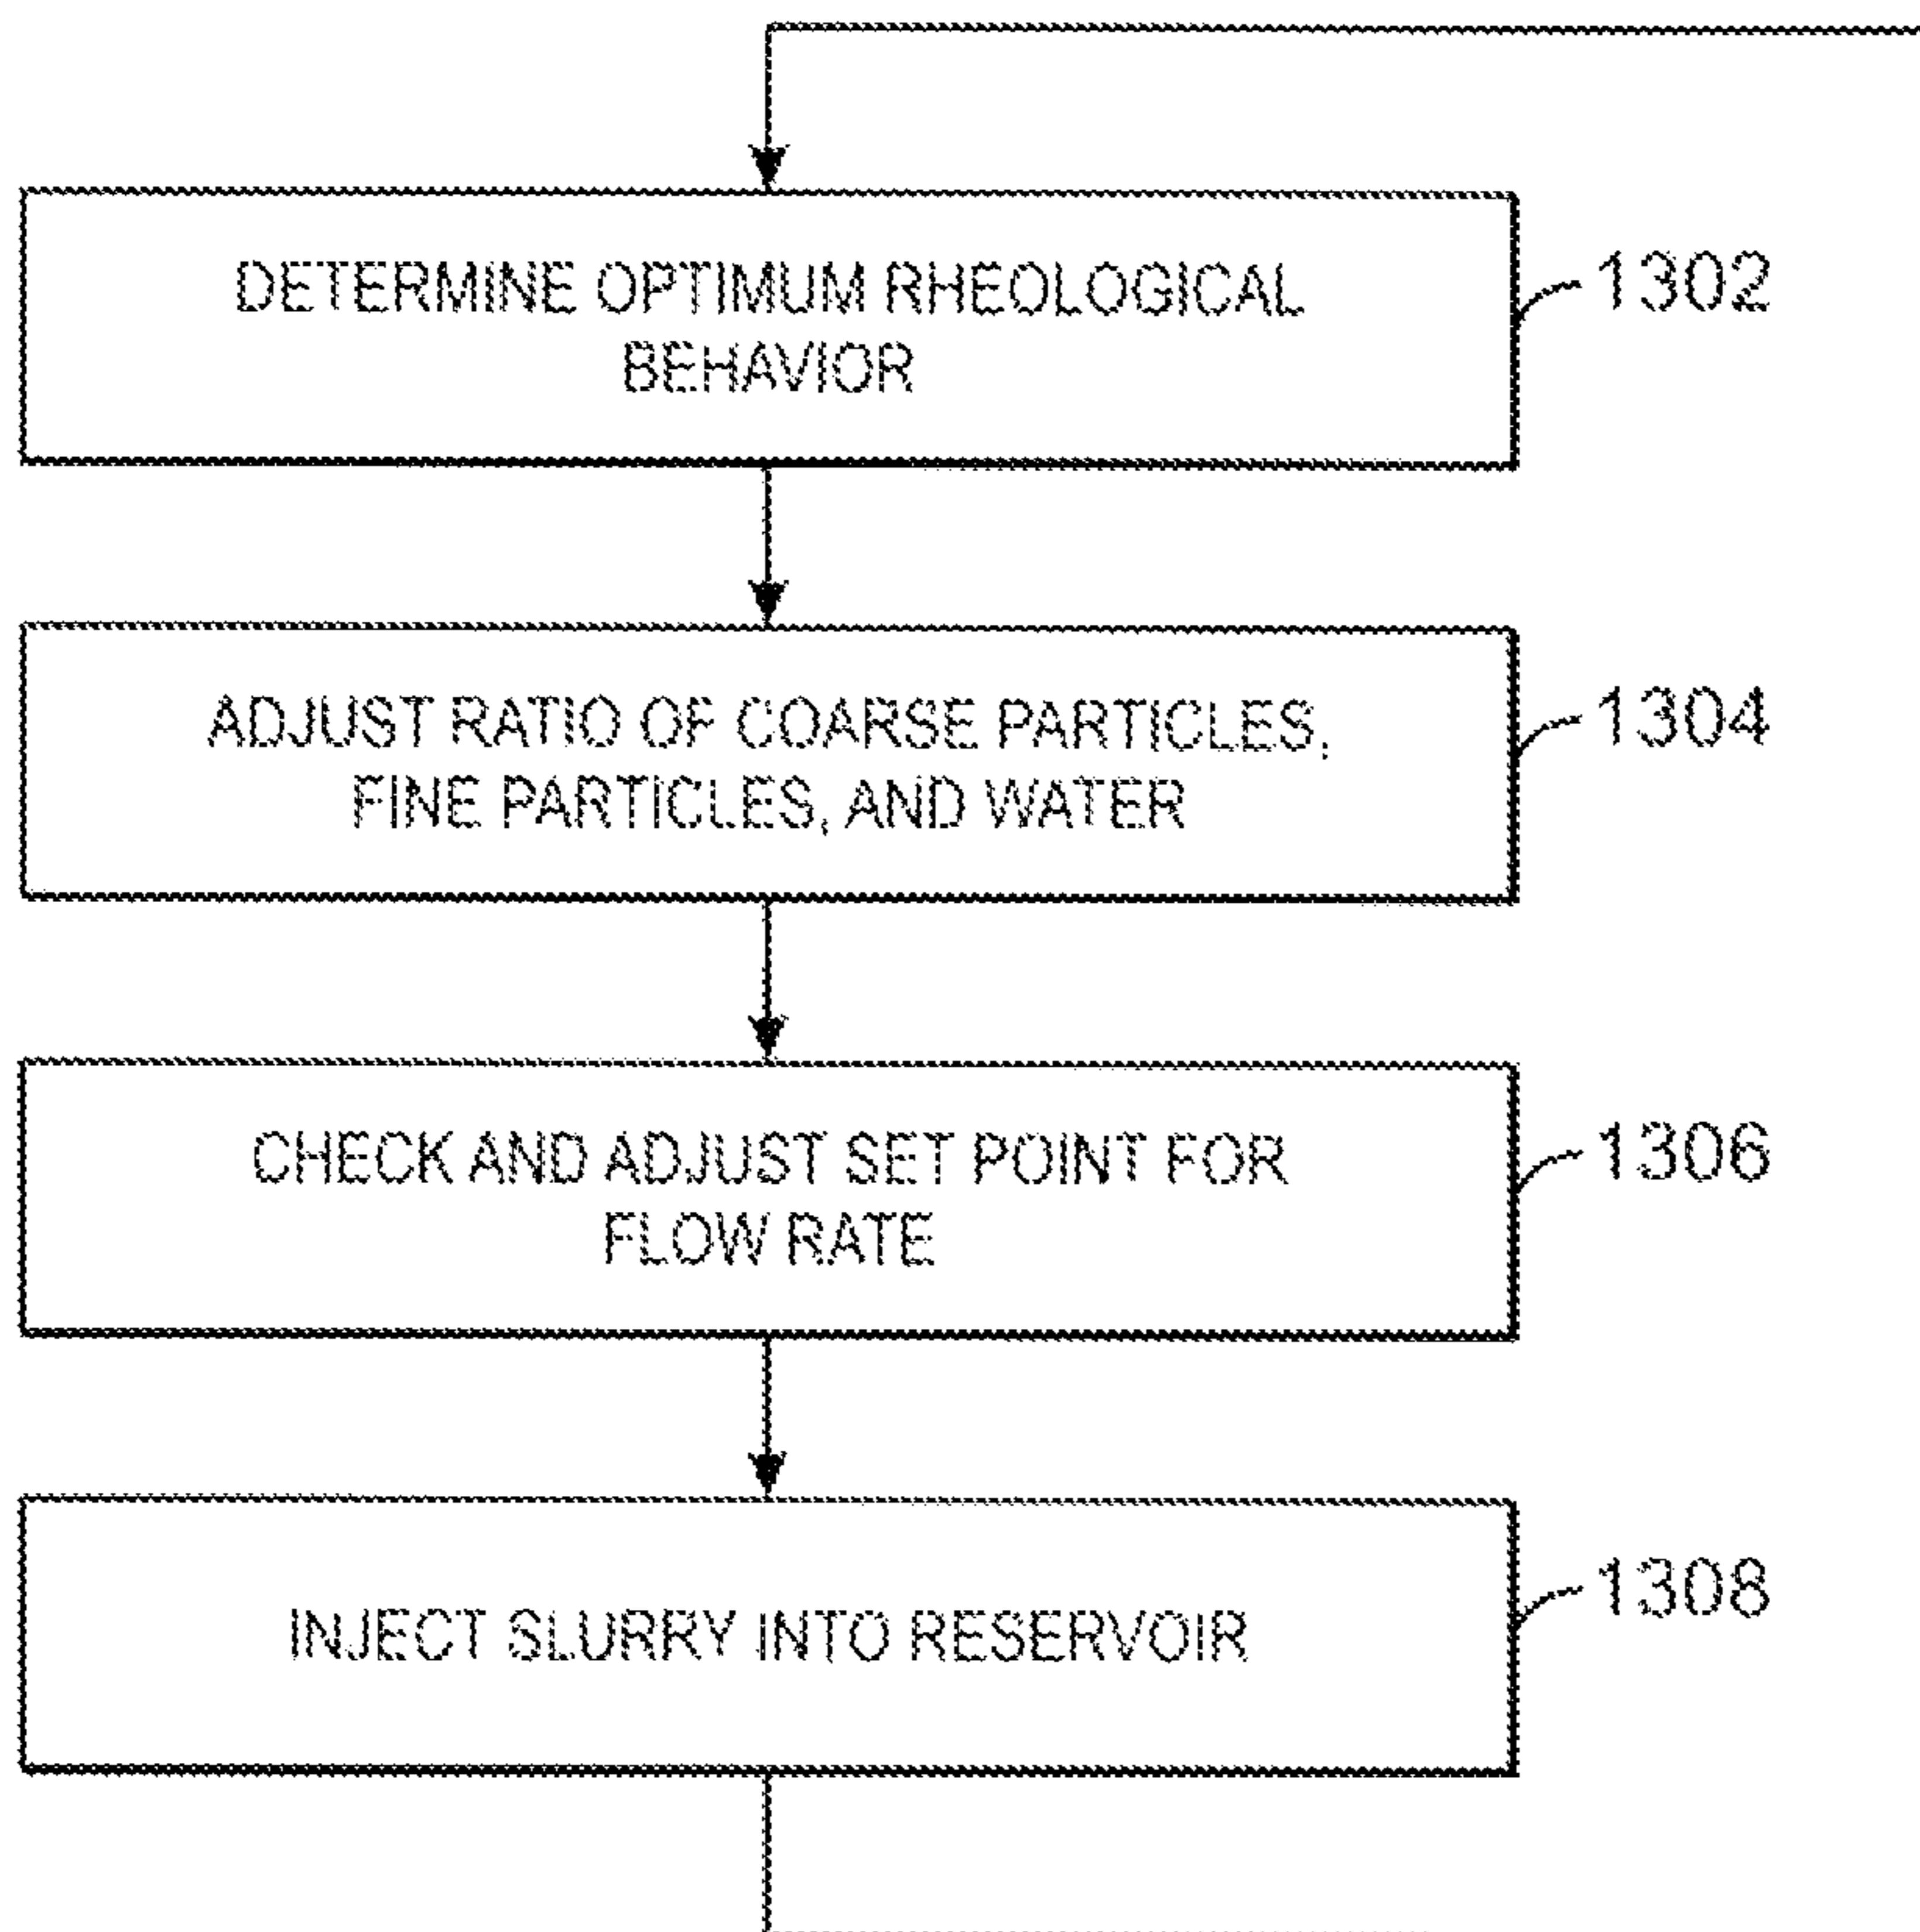 DETERMINE OPTIMUM RHEOLOGICAL
BEHAVIOR
1302
ADJUST RATIO OF COARSE PARTICLES,
FINE PARTICLES, AND WATER
1304
CHECK AND ADJUST SET POINT FOR
FLOW RATE
1306
INJECT SLURRY INTO RESERVOIR
1308